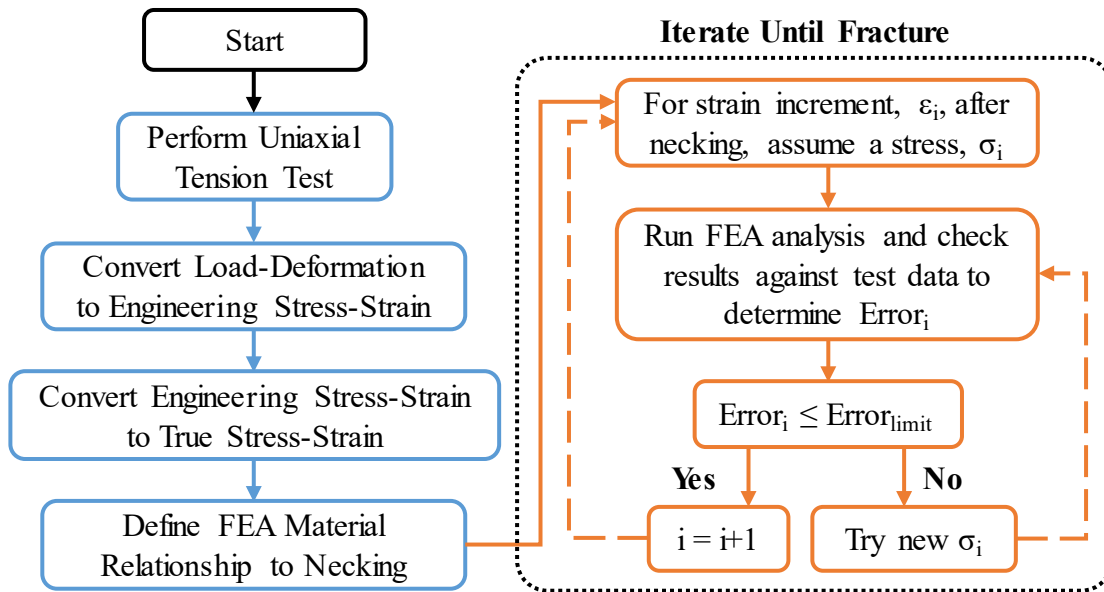 Start
Perform Uniaxial
Tension Test
Convert Load-Deformation
to Engineering Stress-Strain
Convert Engineering Stress-Strain
to True Stress-Strain
Define FEA Material
Relationship to Necking
Iterate Until Fracture
For strain increment, εᵢ, after
necking, assume a stress, σᵢ
Run FEA analysis and check
results against test data to
determine Errorᵢ
Errorᵢ ≤ Error_limit
Yes
No
i = i+1
Try new σᵢ